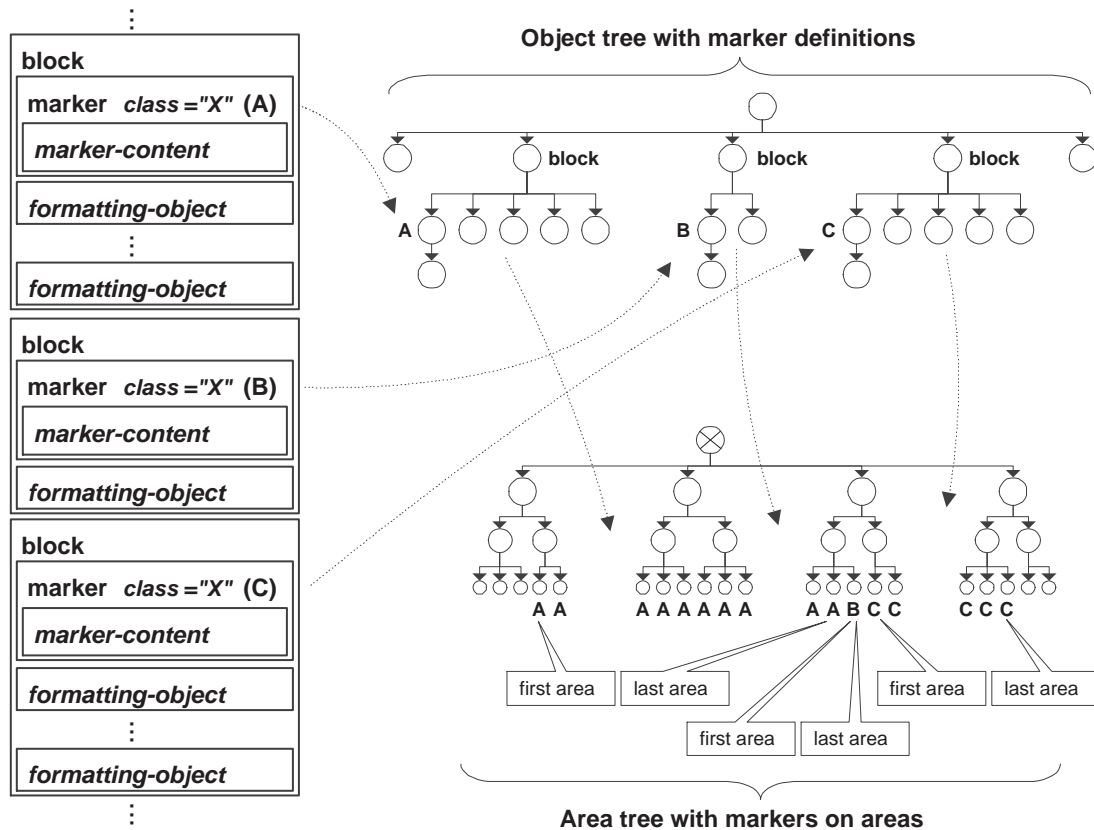 ⋮
block
marker class="X" (A)
marker-content
formatting-object
⋮
formatting-object
block
marker class="X" (B)
marker-content
formatting-object
block
marker class="X" (C)
marker-content
formatting-object
⋮
formatting-object
⋮
Object tree with marker definitions
block block block
A B C
A A A A A A A A A A B C C C C C
first area last area first area last area
first area last area
Area tree with markers on areas